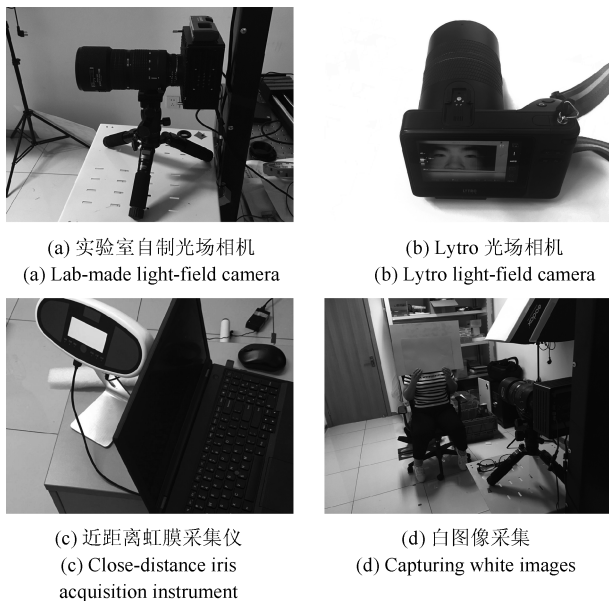 (a) 实验室自制光场相机
(a) Lab-made light-field camera
(b) Lytro 光场相机
(b) Lytro light-field camera
(c) 近距离虹膜采集仪
(c) Close-distance iris
acquisition instrument
(d) 白图像采集
(d) Capturing white images